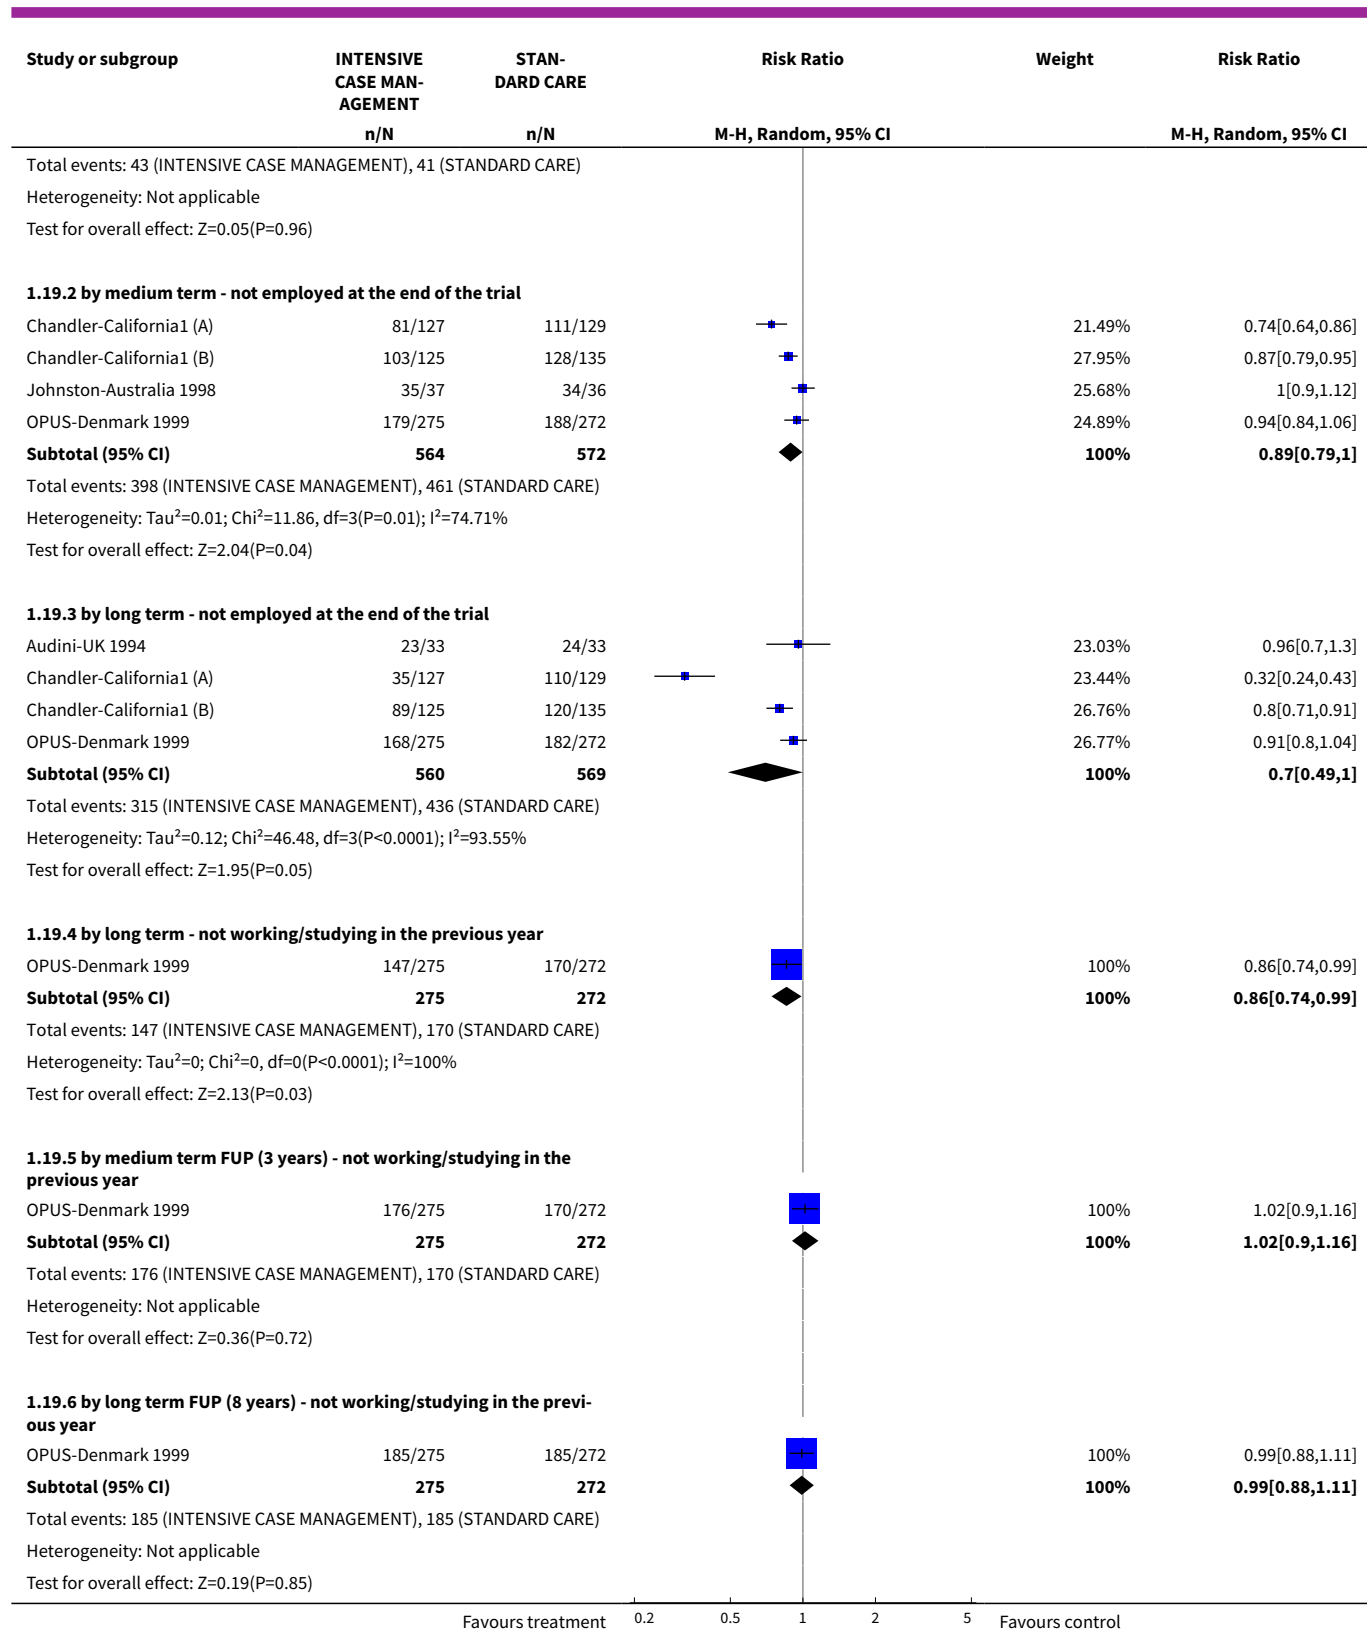 Study or subgroup INTENSIVE CASE MAN- AGEMENT STAN- DARD CARE Risk Ratio Weight Risk Ratio
n/N n/N M-H, Random, 95% CI M-H, Random, 95% CI
Total events: 43 (INTENSIVE CASE MANAGEMENT), 41 (STANDARD CARE)
Heterogeneity: Not applicable
Test for overall effect: Z=0.05(P=0.96)
1.19.2 by medium term - not employed at the end of the trial
Chandler-California1 (A) 81/127 111/129 21.49% 0.74[0.64,0.86]
Chandler-California1 (B) 103/125 128/135 27.95% 0.87[0.79,0.95]
Johnston-Australia 1998 35/37 34/36 25.68% 1[0.9,1.12]
OPUS-Denmark 1999 179/275 188/272 24.89% 0.94[0.84,1.06]
Subtotal (95% CI) 564 572 100% 0.89[0.79,1]
Total events: 398 (INTENSIVE CASE MANAGEMENT), 461 (STANDARD CARE)
Heterogeneity: Tau²=0.01; Chi²=11.86, df=3(P=0.01); I²=74.71%
Test for overall effect: Z=2.04(P=0.04)
1.19.3 by long term - not employed at the end of the trial
Audini-UK 1994 23/33 24/33 23.03% 0.96[0.7,1.3]
Chandler-California1 (A) 35/127 110/129 23.44% 0.32[0.24,0.43]
Chandler-California1 (B) 89/125 120/135 26.76% 0.8[0.71,0.91]
OPUS-Denmark 1999 168/275 182/272 26.77% 0.91[0.8,1.04]
Subtotal (95% CI) 560 569 100% 0.7[0.49,1]
Total events: 315 (INTENSIVE CASE MANAGEMENT), 436 (STANDARD CARE)
Heterogeneity: Tau²=0.12; Chi²=46.48, df=3(P<0.0001); I²=93.55%
Test for overall effect: Z=1.95(P=0.05)
1.19.4 by long term - not working/studying in the previous year
OPUS-Denmark 1999 147/275 170/272 100% 0.86[0.74,0.99]
Subtotal (95% CI) 275 272 100% 0.86[0.74,0.99]
Total events: 147 (INTENSIVE CASE MANAGEMENT), 170 (STANDARD CARE)
Heterogeneity: Tau²=0; Chi²=0, df=0(P<0.0001); I²=100%
Test for overall effect: Z=2.13(P=0.03)
1.19.5 by medium term FUP (3 years) - not working/studying in the
previous year
OPUS-Denmark 1999 176/275 170/272 100% 1.02[0.9,1.16]
Subtotal (95% CI) 275 272 100% 1.02[0.9,1.16]
Total events: 176 (INTENSIVE CASE MANAGEMENT), 170 (STANDARD CARE)
Heterogeneity: Not applicable
Test for overall effect: Z=0.36(P=0.72)
1.19.6 by long term FUP (8 years) - not working/studying in the previ-
ous year
OPUS-Denmark 1999 185/275 185/272 100% 0.99[0.88,1.11]
Subtotal (95% CI) 275 272 100% 0.99[0.88,1.11]
Total events: 185 (INTENSIVE CASE MANAGEMENT), 185 (STANDARD CARE)
Heterogeneity: Not applicable
Test for overall effect: Z=0.19(P=0.85)
Favours treatment 0.2 0.5 1 2 5 Favours control